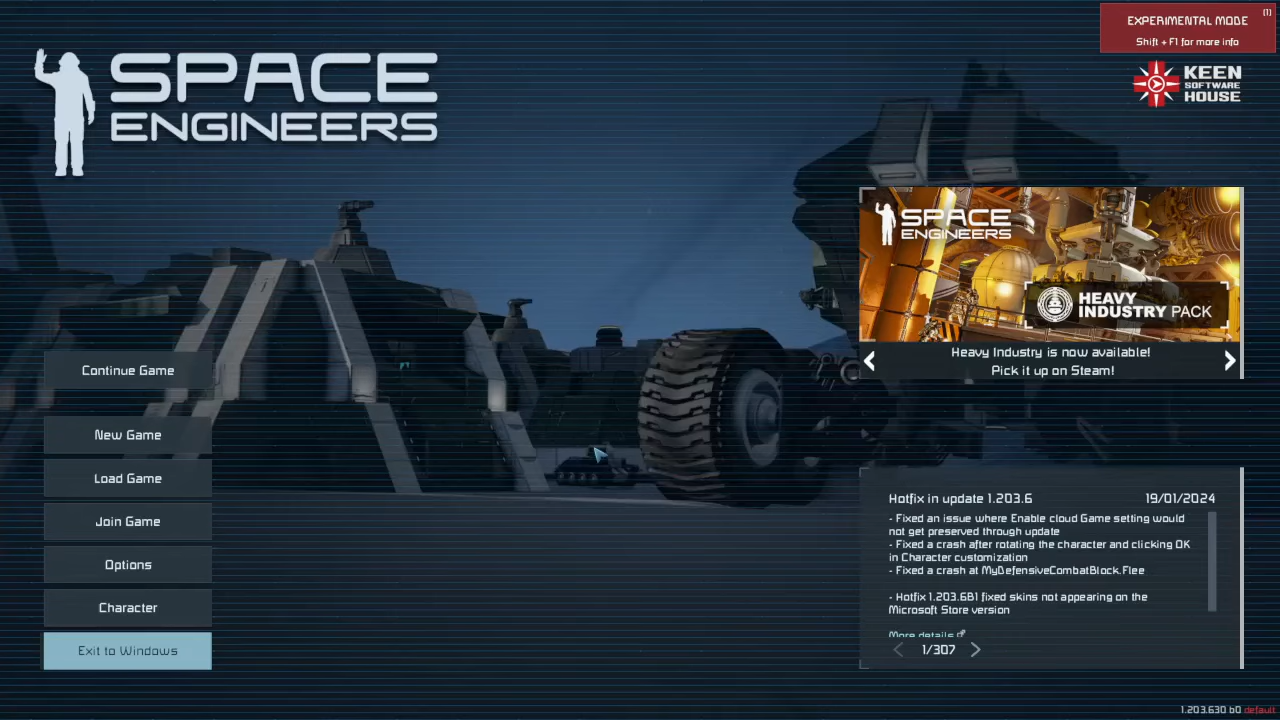 EXPERIMENTAL MODE
(1)
Shift + F1 for more info
SPACE
ENGINEERS
KEEN
SOFTWARE
HOUSE
SPACE
ENGINEERS
HEAVY
INDUSTRY PACK
Heavy Industry is now available!
Pick it up on Steam!
Continue Game
New Game
Load Game
Join Game
Options
Character
Exit to Windows
Hotfix in update 1.203.6
19/01/2024
- Fixed an issue where Enable cloud Game setting would
not get preserved through update
- Fixed a crash after rotating the character and clicking OK
in Character customization
- Fixed a crash at MyDefensiveCombatBlock.Flee
- Hotfix 1.203.6B1 fixed skins not appearing on the
Microsoft Store version
More details
1/307
1.203.630 b0 default